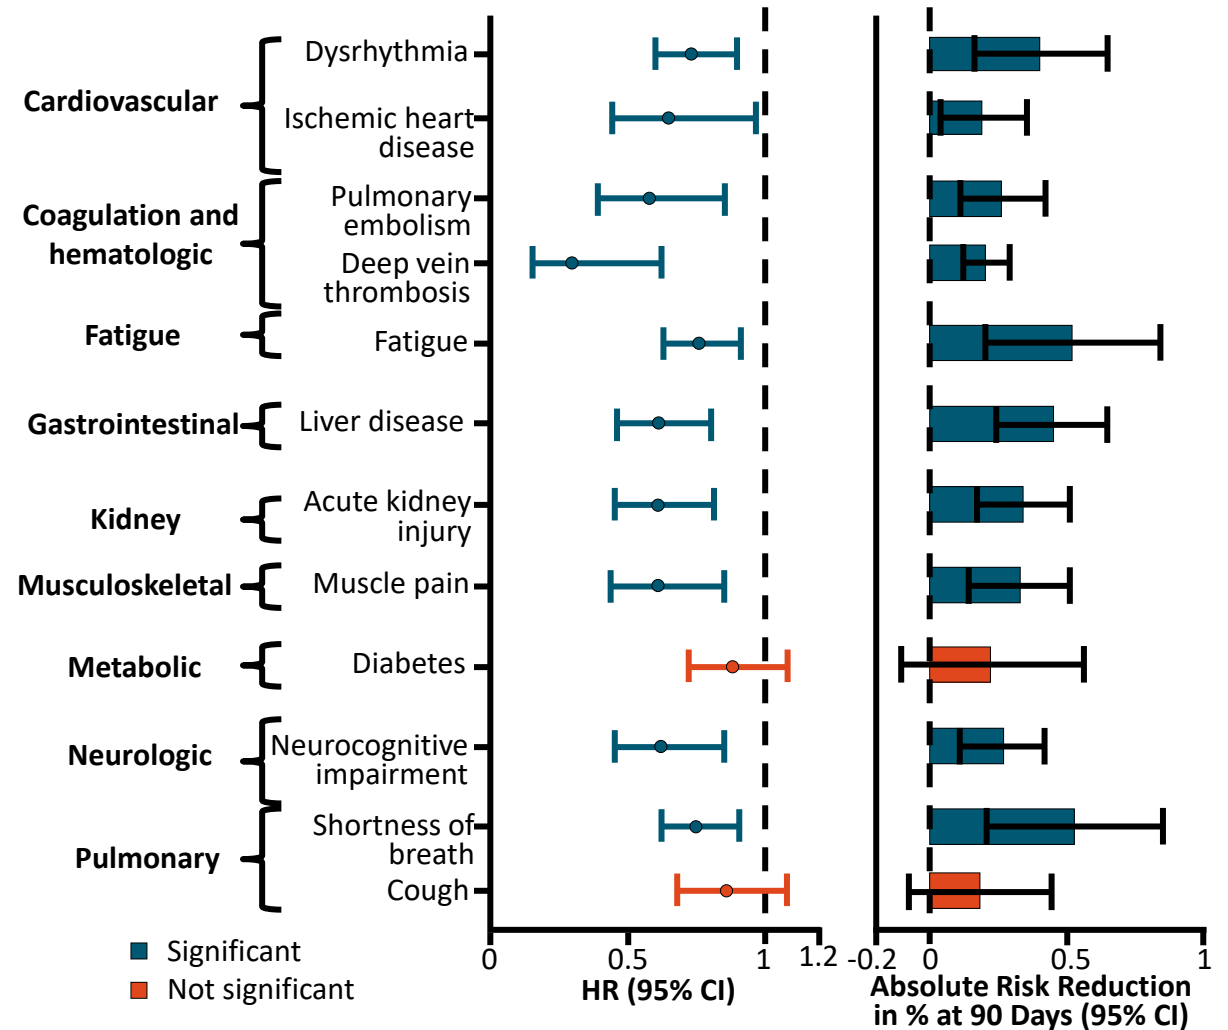 Cardiovascular
Dysrhythmia
Ischemic heart
disease
Coagulation and
hematologic
Pulmonary
embolism
Deep vein
thrombosis
Fatigue
Fatigue
Gastrointestinal
Liver disease
Kidney
Acute kidney
injury
Musculoskeletal
Muscle pain
Metabolic
Diabetes
Neurologic
Neurocognitive
impairment
Pulmonary
Shortness of
breath
Cough
Significant
Not significant
0 0.5 1 1.2
HR (95% CI)
-0.2 0 0.5 1
Absolute Risk Reduction
in % at 90 Days (95% CI)